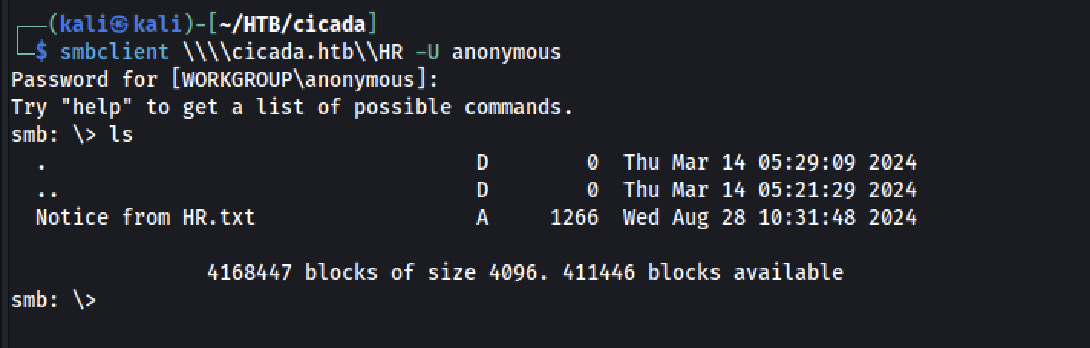 ┌──(kali㉿kali)-[~/HTB/cicada]
└─$ smbclient \\\\cicada.htb\\HR -U anonymous
Password for [WORKGROUP\anonymous]:
Try "help" to get a list of possible commands.
smb: \> ls
  .                                   D        0  Thu Mar 14 05:29:09 2024
  ..                                  D        0  Thu Mar 14 05:21:29 2024
  Notice from HR.txt                  A     1266  Wed Aug 28 10:31:48 2024
                4168447 blocks of size 4096. 411446 blocks available
smb: \>